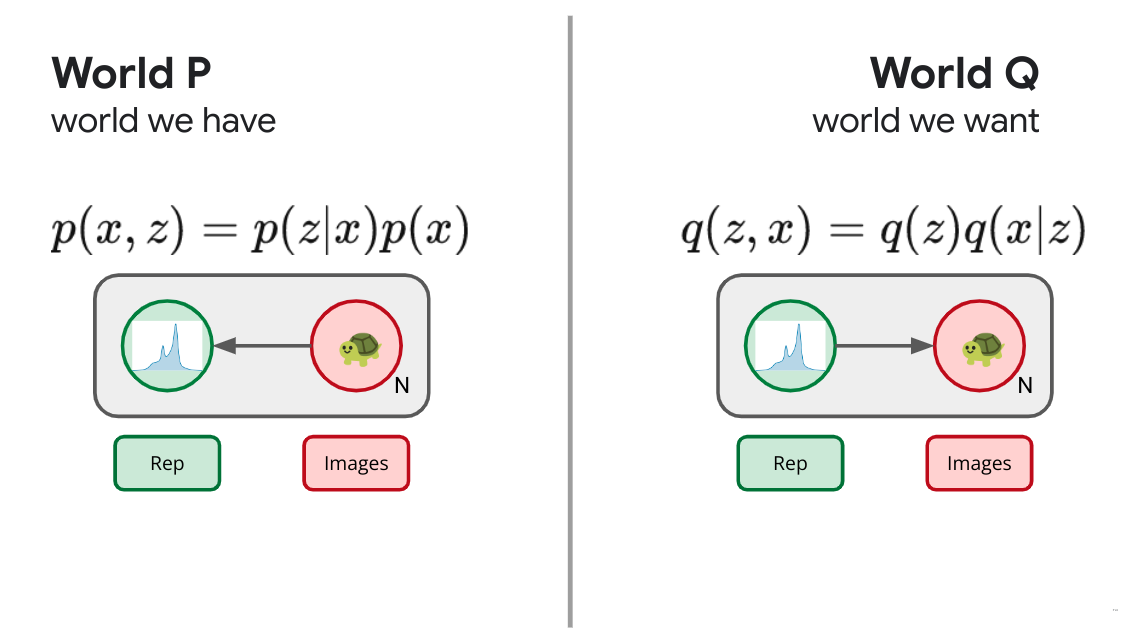 World P
world we have
p(x, z) = p(z|x)p(x)
N
Rep
Images
World Q
world we want
q(z, x) = q(z)q(x|z)
N
Rep
Images